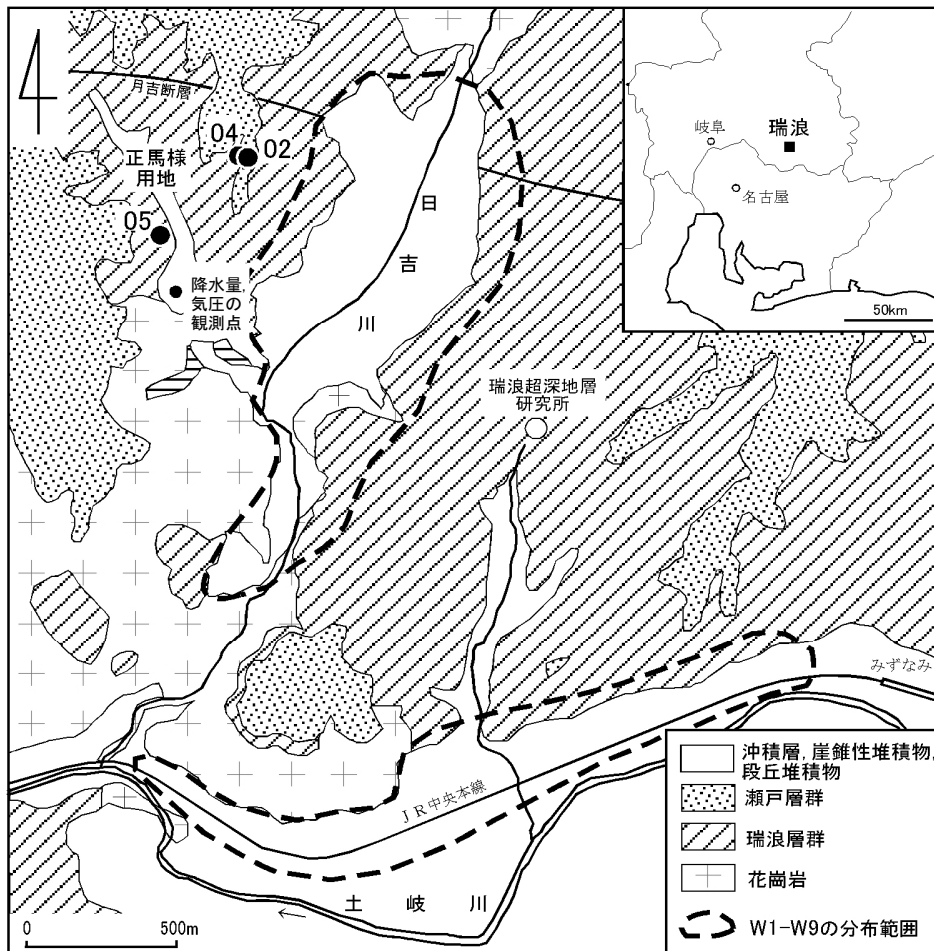 月吉断層
04
02
正馬様
用地
05
降水量,
気圧の
観測点
日
吉
川
瑞浪超深地層
研究所
岐阜
瑞浪
名古屋
50km
みずなみ
JR中央本線
土 岐 川
←
0 500m
沖積層, 崖錐性堆積物,
段丘堆積物
瀬戸層群
瑞浪層群
花崗岩
W1-W9の分布範囲